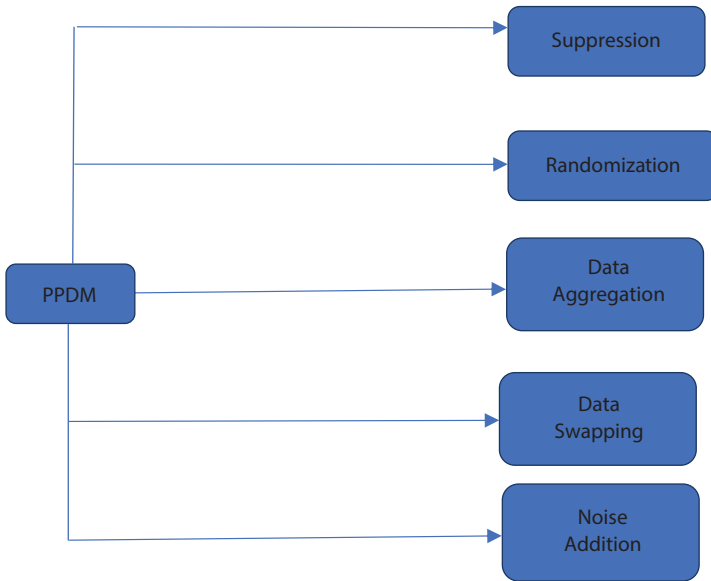 Suppression
Randomization
PPDM
Data
Aggregation
Data
Swapping
Noise
Addition